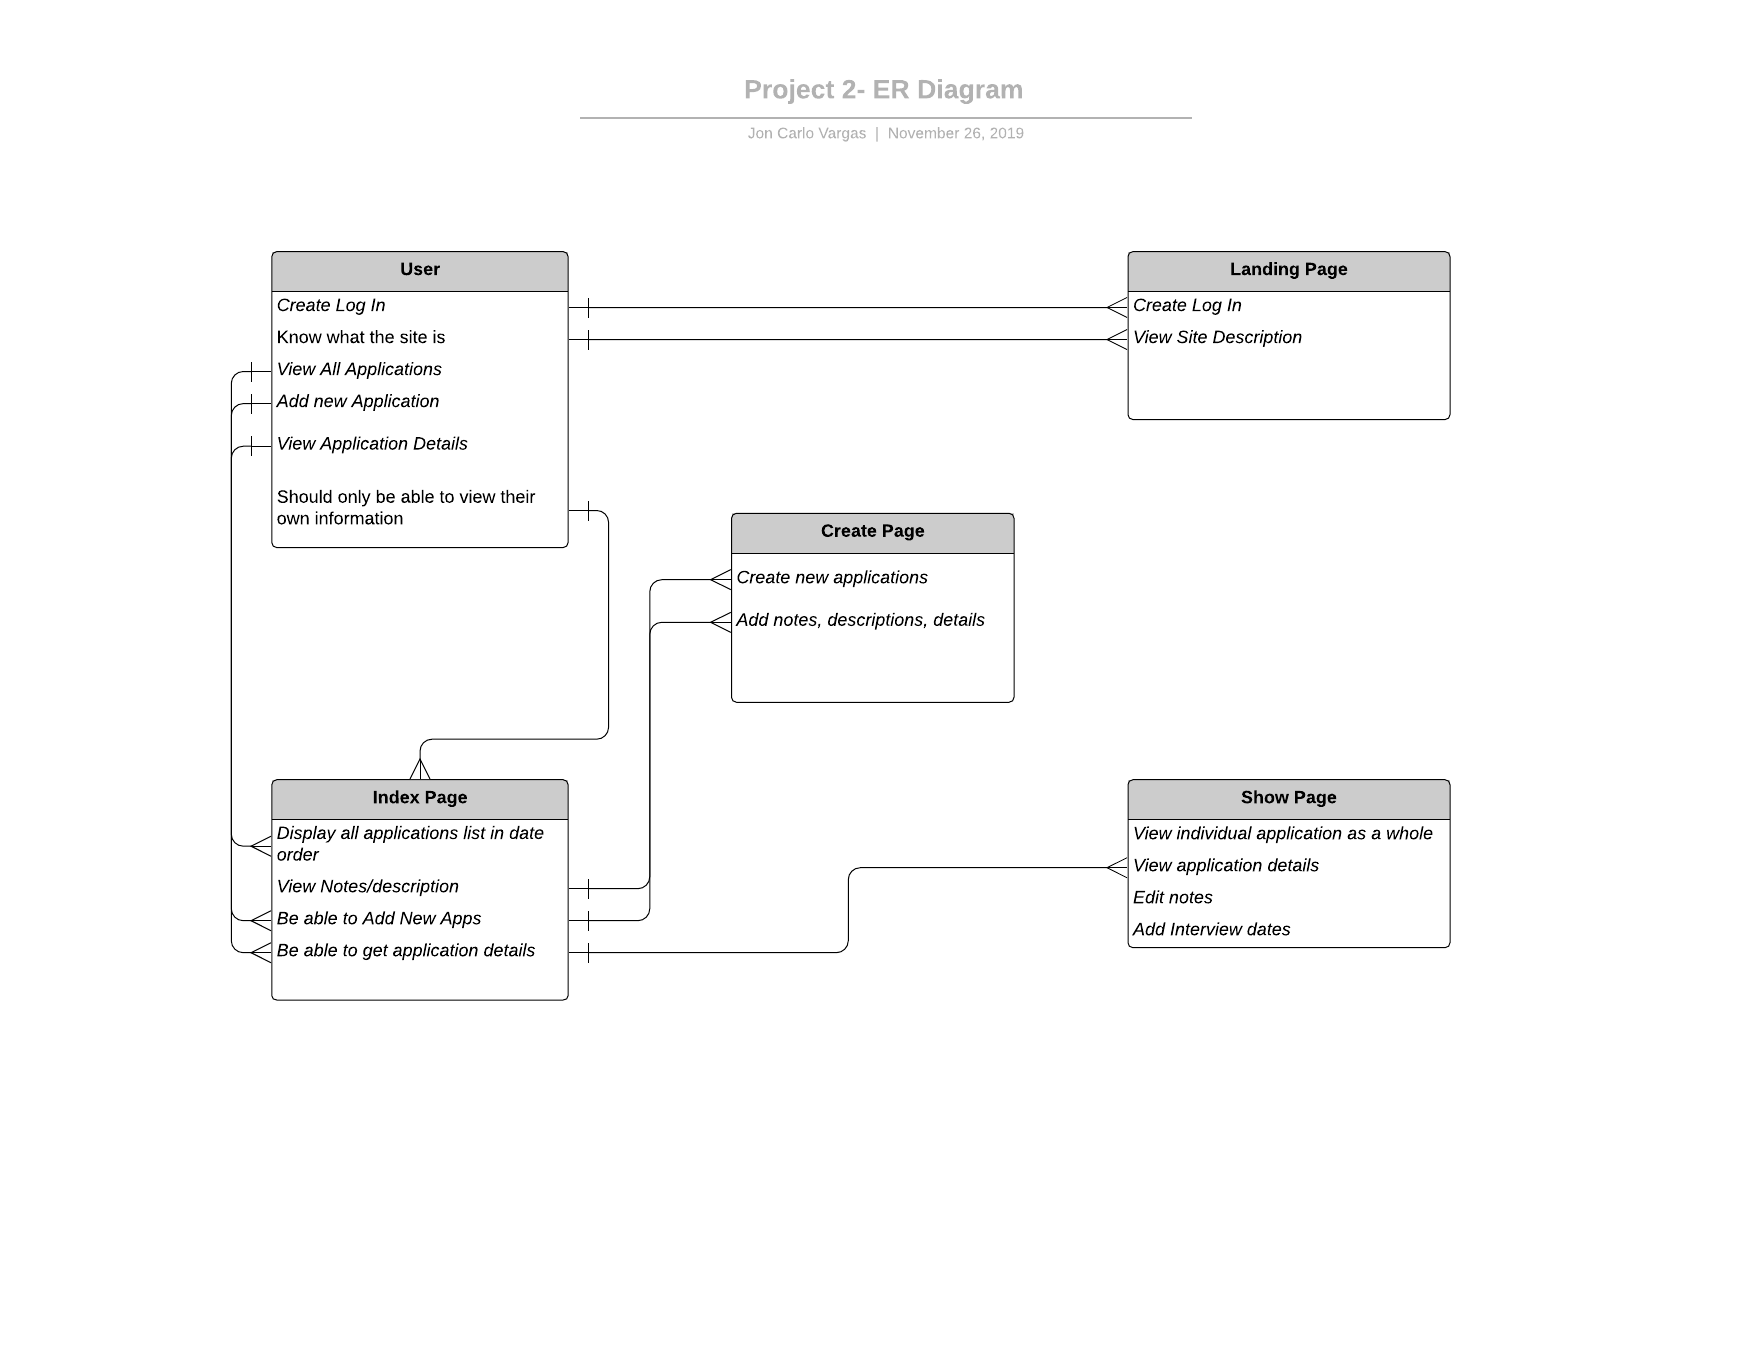 Project 2- ER Diagram
Jon Carlo Vargas | November 26, 2019
User
Create Log In
Know what the site is
View All Applications
Add new Application
View Application Details
Should only be able to view their
own information
Landing Page
Create Log In
View Site Description
Create Page
Create new applications
Add notes, descriptions, details
Index Page
Display all applications list in date
order
View Notes/description
Be able to Add New Apps
Be able to get application details
Show Page
View individual application as a whole
View application details
Edit notes
Add Interview dates